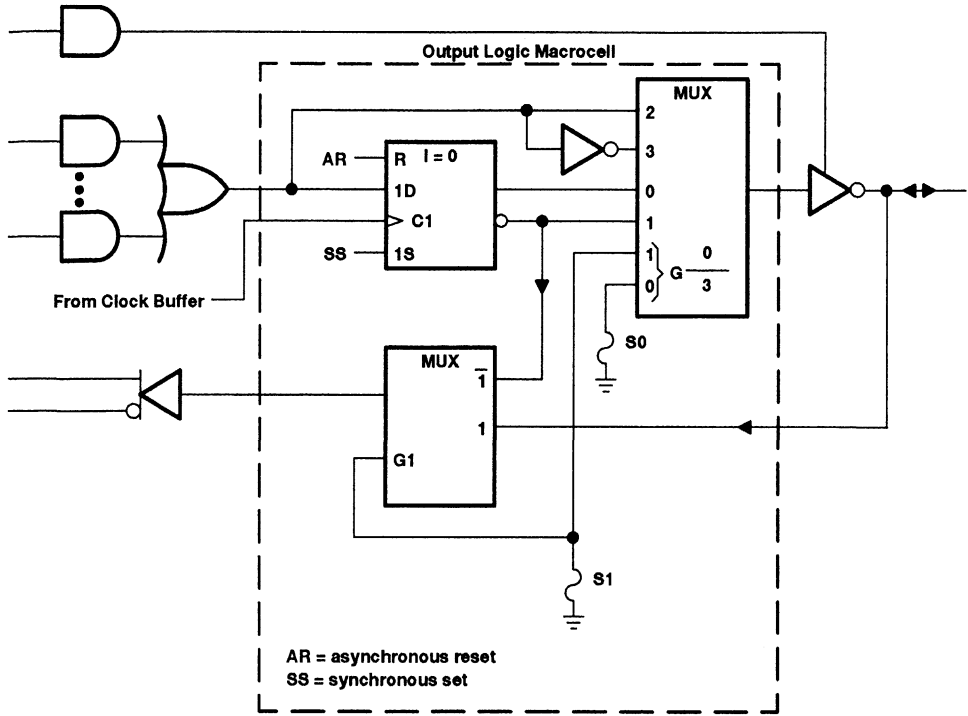 Output Logic Macrocell
MUX
2
3
0
1
1
0
G 0
3
AR
R
I = 0
1D
C1
SS
1S
From Clock Buffer
S0
MUX
1̅
1
G1
S1
AR = asynchronous reset
SS = synchronous set